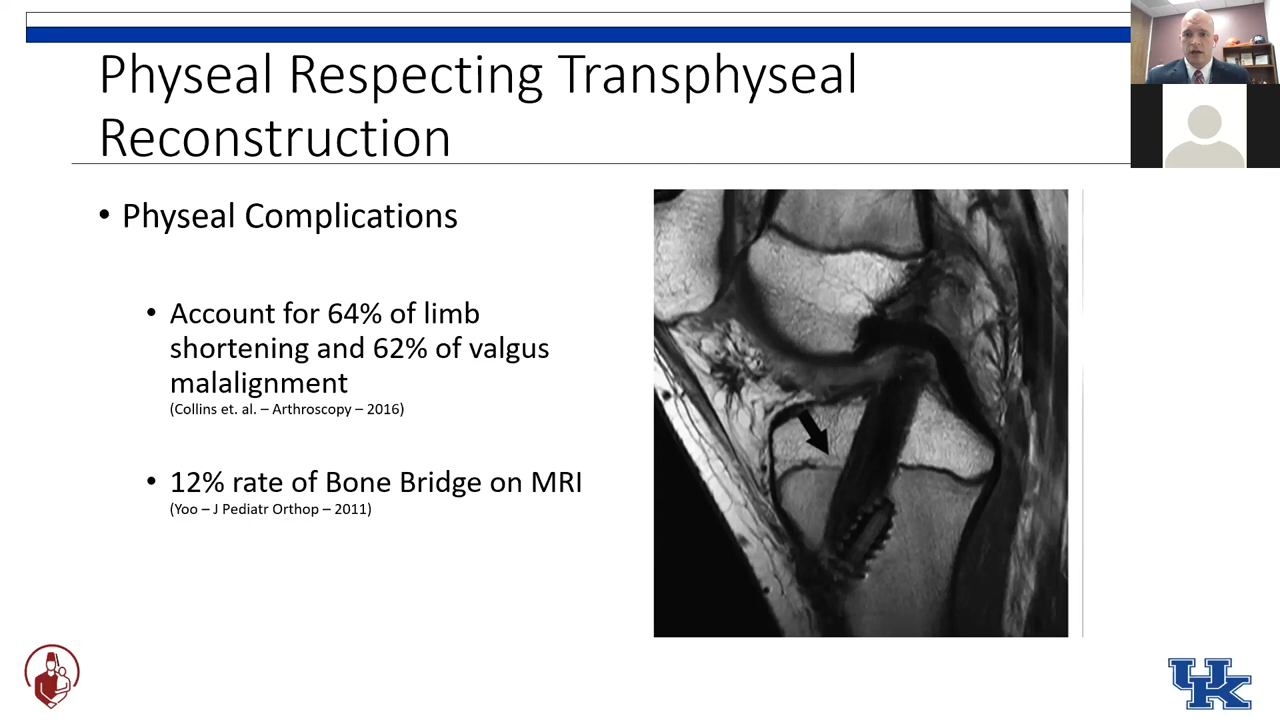 Physeal Respecting Transphyseal
Reconstruction
• Physeal Complications
• Account for 64% of limb
shortening and 62% of valgus
malalignment
(Collins et. al. – Arthroscopy – 2016)
• 12% rate of Bone Bridge on MRI
(Yoo – J Pediatr Orthop – 2011)
UK